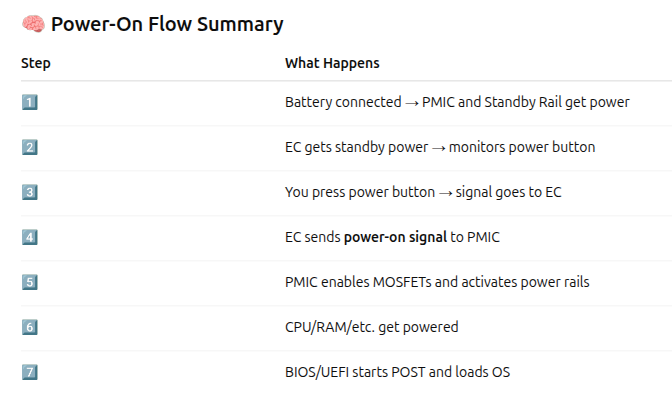 🧠 Power-On Flow Summary
Step What Happens
1 Battery connected → PMIC and Standby Rail get power
2 EC gets standby power → monitors power button
3 You press power button → signal goes to EC
4 EC sends power-on signal to PMIC
5 PMIC enables MOSFETs and activates power rails
6 CPU/RAM/etc. get powered
7 BIOS/UEFI starts POST and loads OS